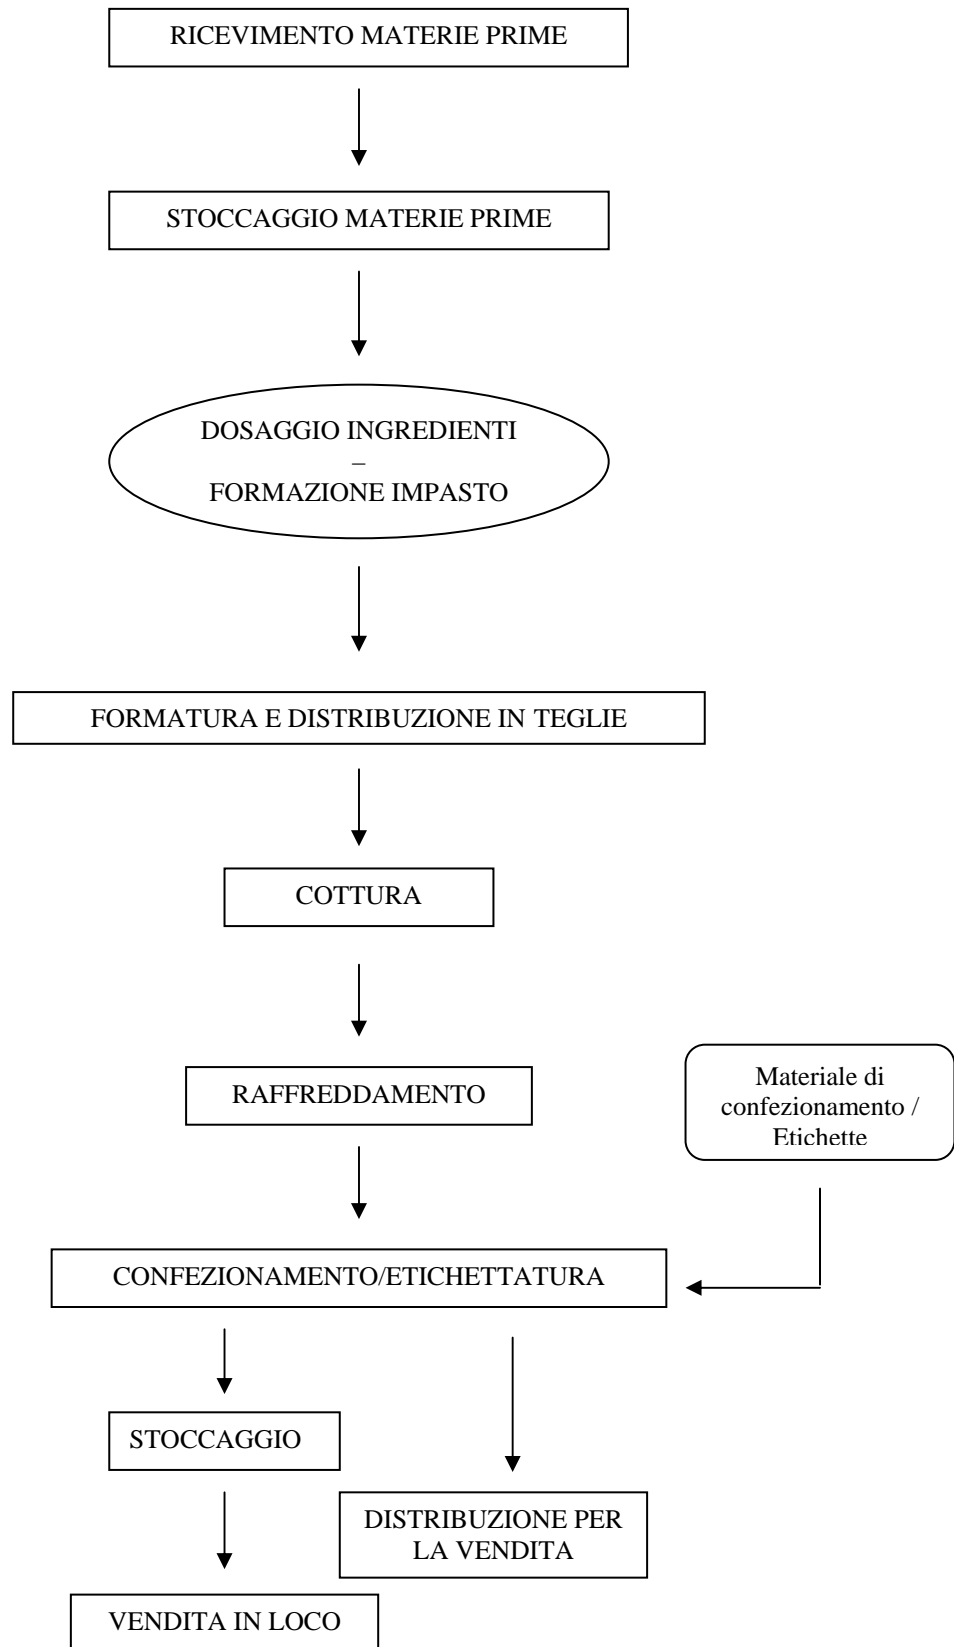 RICEVIMENTO MATERIE PRIME
STOCCAGGIO MATERIE PRIME
DOSAGGIO INGREDIENTI
–
FORMAZIONE IMPASTO
FORMATURA E DISTRIBUZIONE IN TEGLIE
COTTURA
RAFFREDDAMENTO
Materiale di
confezionamento /
Etichette
CONFEZIONAMENTO/ETICHETTATURA
STOCCAGGIO
DISTRIBUZIONE PER
LA VENDITA
VENDITA IN LOCO